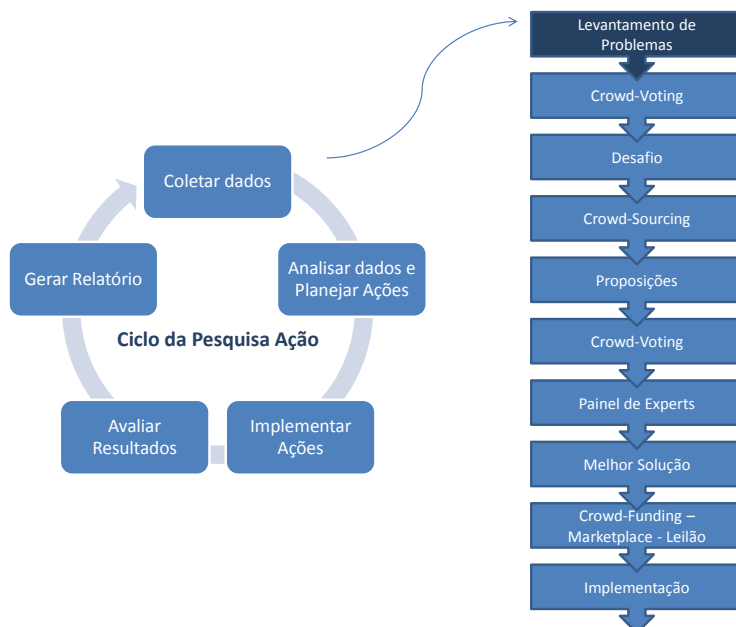 Coletar dados
Analisar dados e
Planejar Ações
Implementar
Ações
Avaliar
Resultados
Gerar Relatório
Ciclo da Pesquisa Ação
Levantamento de
Problemas
Crowd-Voting
Desafio
Crowd-Sourcing
Proposições
Crowd-Voting
Painel de Experts
Melhor Solução
Crowd-Funding –
Marketplace - Leilão
Implementação